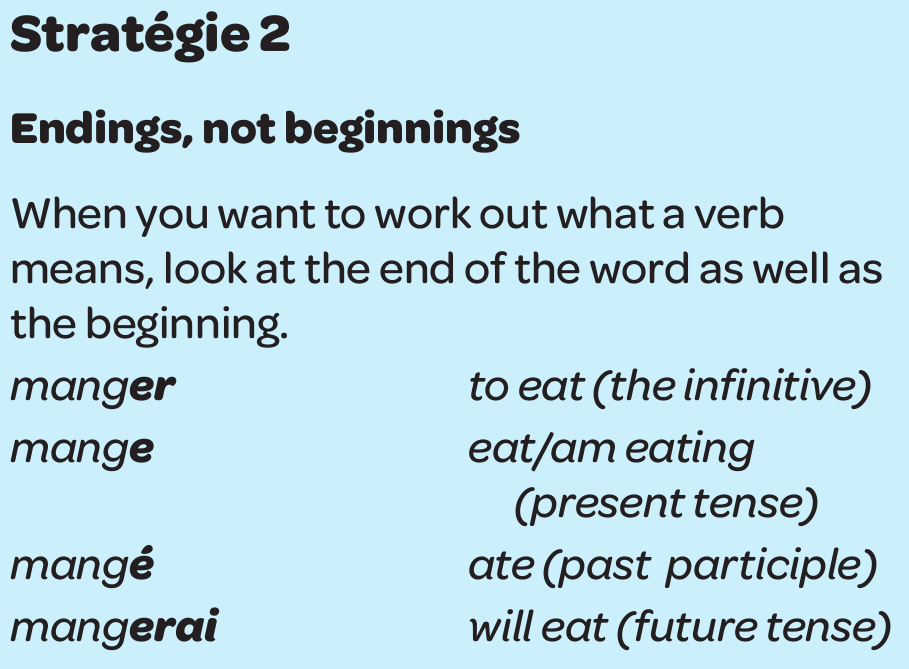 Stratégie 2
Endings, not beginnings
When you want to work out what a verb
means, look at the end of the word as well as
the beginning.
manger to eat (the infinitive)
mange eat/am eating
(present tense)
mangé ate (past participle)
mangerai will eat (future tense)